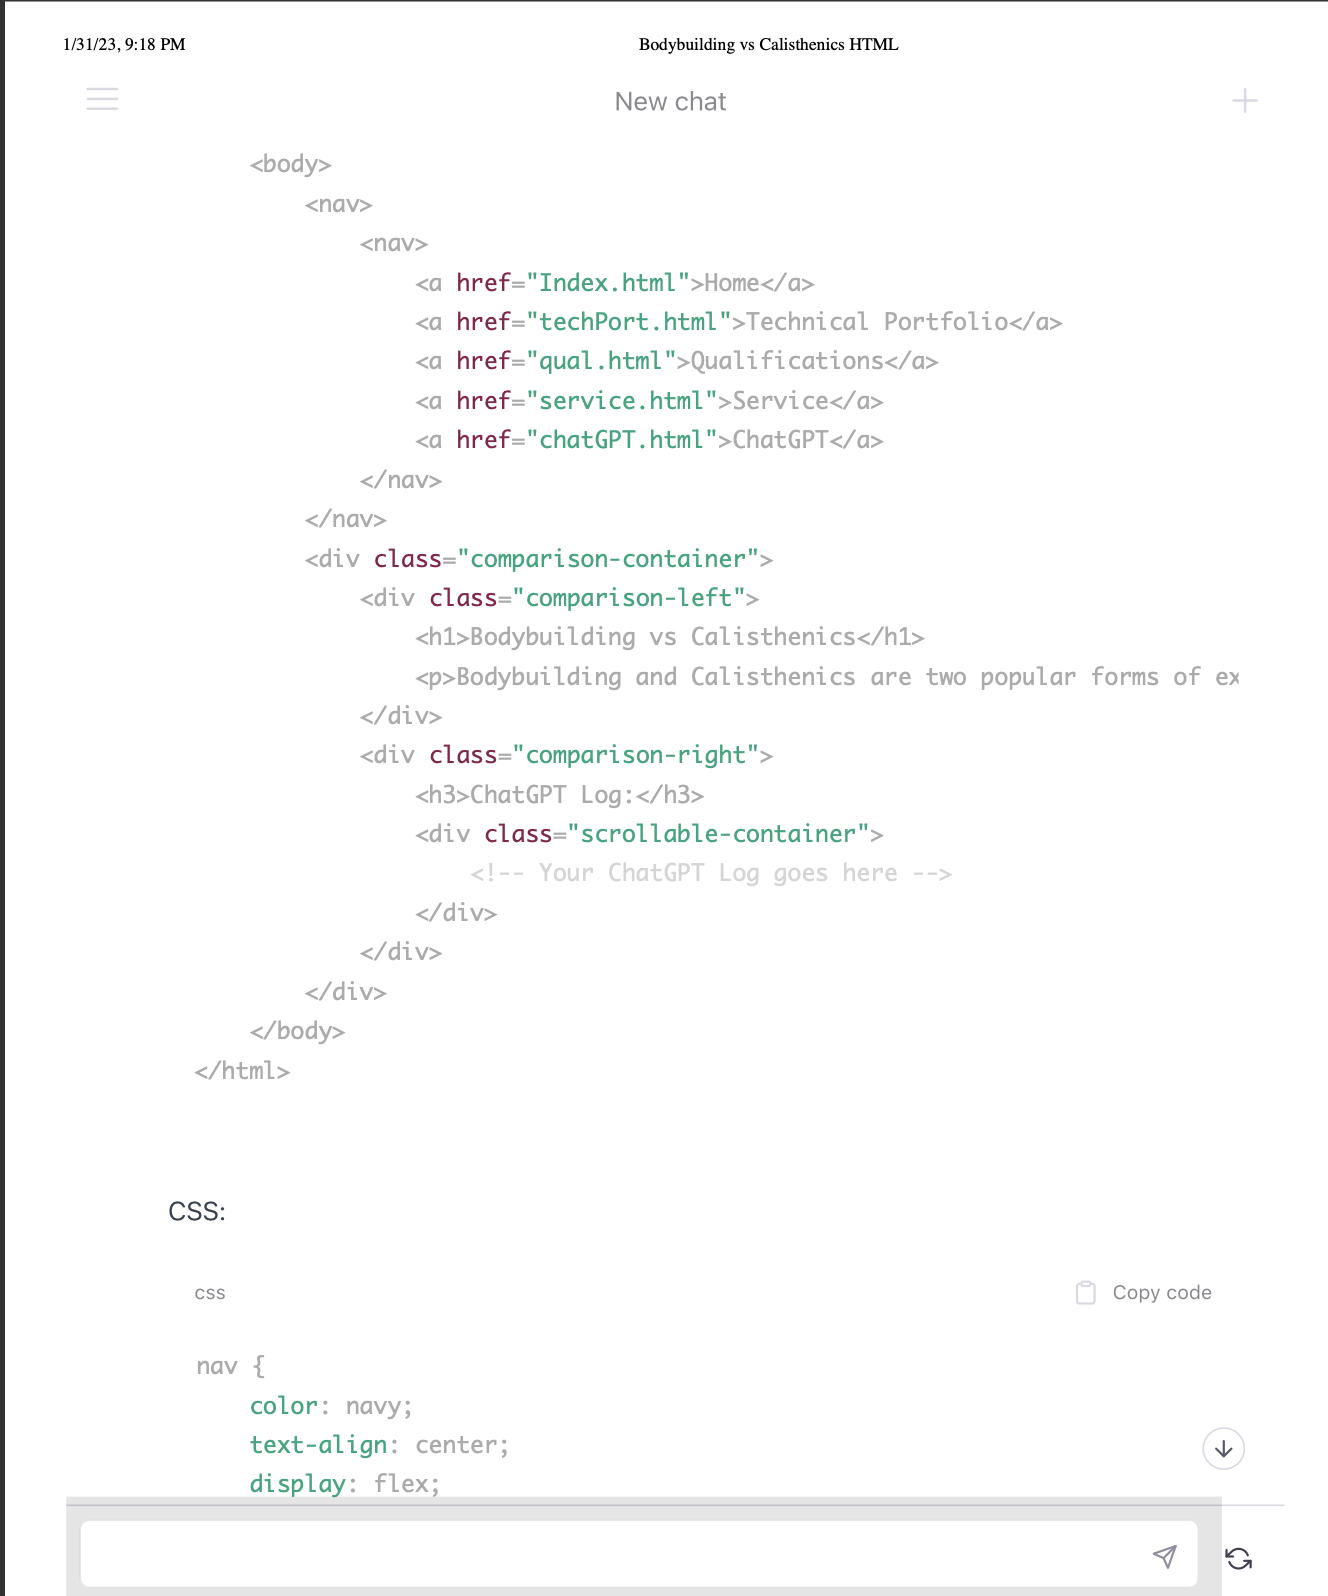 1/31/23, 9:18 PM Bodybuilding vs Calisthenics HTML
New chat
<body>
<nav>
<nav>
<a href="Index.html">Home</a>
<a href="techPort.html">Technical Portfolio</a>
<a href="qual.html">Qualifications</a>
<a href="service.html">Service</a>
<a href="chatGPT.html">ChatGPT</a>
</nav>
</nav>
<div class="comparison-container">
<div class="comparison-left">
<h1>Bodybuilding vs Calisthenics</h1>
<p>Bodybuilding and Calisthenics are two popular forms of ex
</div>
<div class="comparison-right">
<h3>ChatGPT Log:</h3>
<div class="scrollable-container">
<!-- Your ChatGPT Log goes here -->
</div>
</div>
</div>
</body>
</html>
CSS:
css Copy code
nav {
color: navy;
text-align: center;
display: flex;